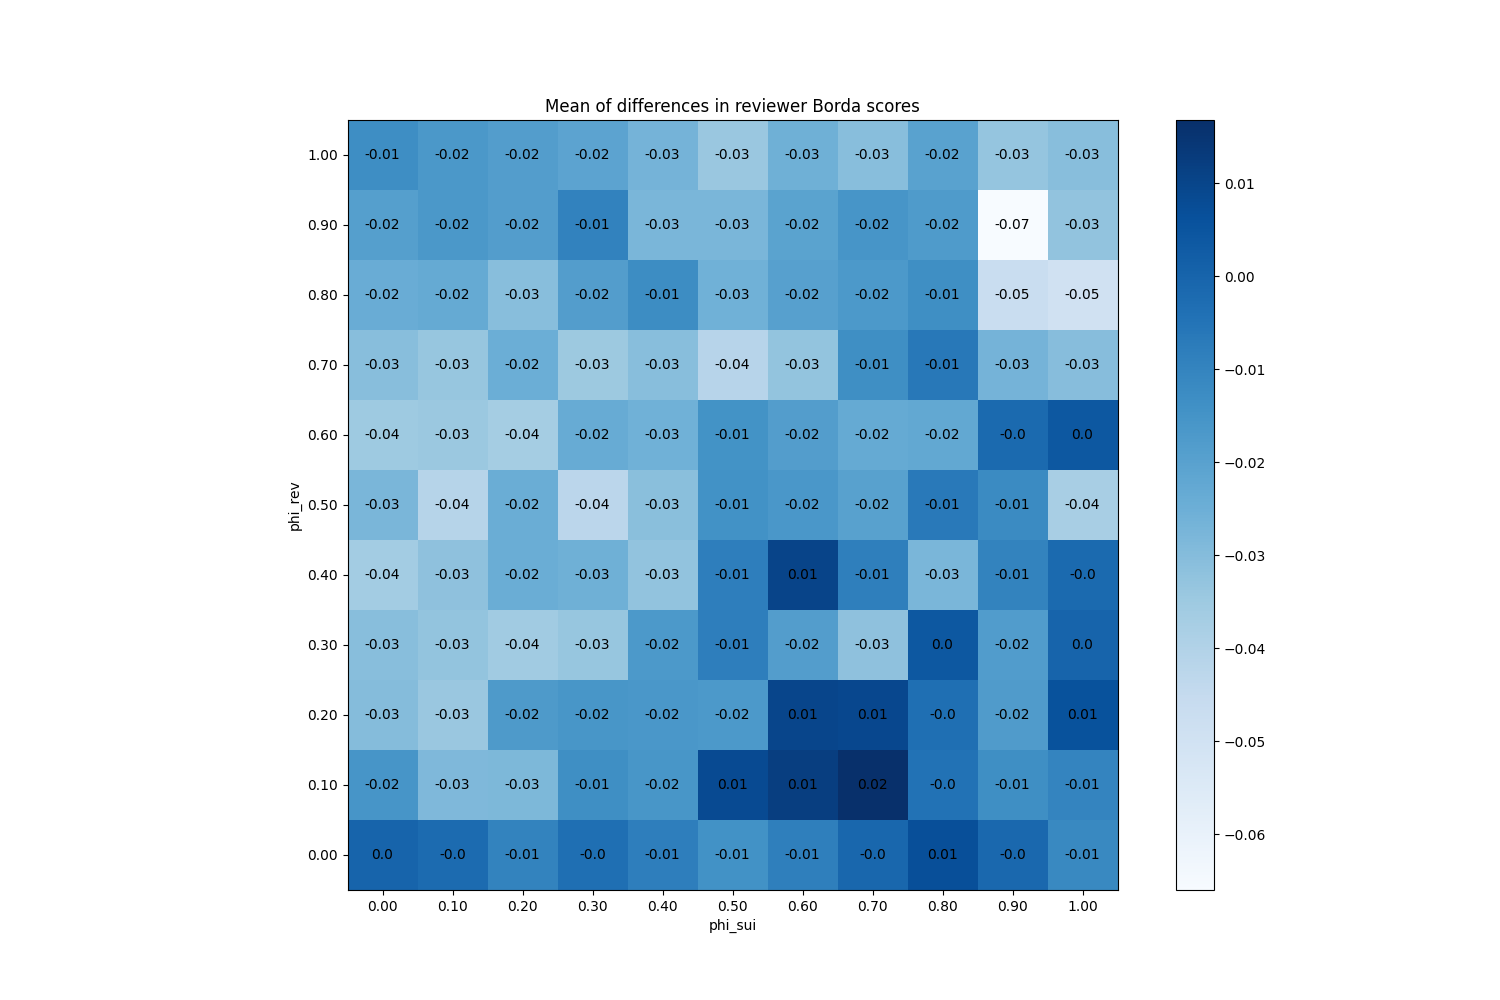 Mean of differences in reviewer Borda scores
1.00 -0.01 -0.02 -0.02 -0.02 -0.03 -0.03 -0.03 -0.03 -0.02 -0.03 -0.03
0.90 -0.02 -0.02 -0.02 -0.01 -0.03 -0.03 -0.02 -0.02 -0.02 -0.07 -0.03
0.80 -0.02 -0.02 -0.03 -0.02 -0.01 -0.03 -0.02 -0.02 -0.01 -0.05 -0.05
0.70 -0.03 -0.03 -0.02 -0.03 -0.03 -0.04 -0.03 -0.01 -0.01 -0.03 -0.03
0.60 -0.04 -0.03 -0.04 -0.02 -0.03 -0.01 -0.02 -0.02 -0.02 -0.0 0.0
0.50 -0.03 -0.04 -0.02 -0.04 -0.03 -0.01 -0.02 -0.02 -0.01 -0.01 -0.04
0.40 -0.04 -0.03 -0.02 -0.03 -0.03 -0.01 0.01 -0.01 -0.03 -0.01 -0.0
0.30 -0.03 -0.03 -0.04 -0.03 -0.02 -0.01 -0.02 -0.03 0.0 -0.02 0.0
0.20 -0.03 -0.03 -0.02 -0.02 -0.02 -0.02 0.01 0.01 -0.0 -0.02 0.01
0.10 -0.02 -0.03 -0.03 -0.01 -0.02 0.01 0.01 0.02 -0.0 -0.01 -0.01
0.00 0.0 -0.0 -0.01 -0.0 -0.01 -0.01 -0.01 -0.0 0.01 -0.0 -0.01
0.00 0.10 0.20 0.30 0.40 0.50 0.60 0.70 0.80 0.90 1.00
phi_sui
phi_rev
0.01
0.00
−0.01
−0.02
−0.03
−0.04
−0.05
−0.06